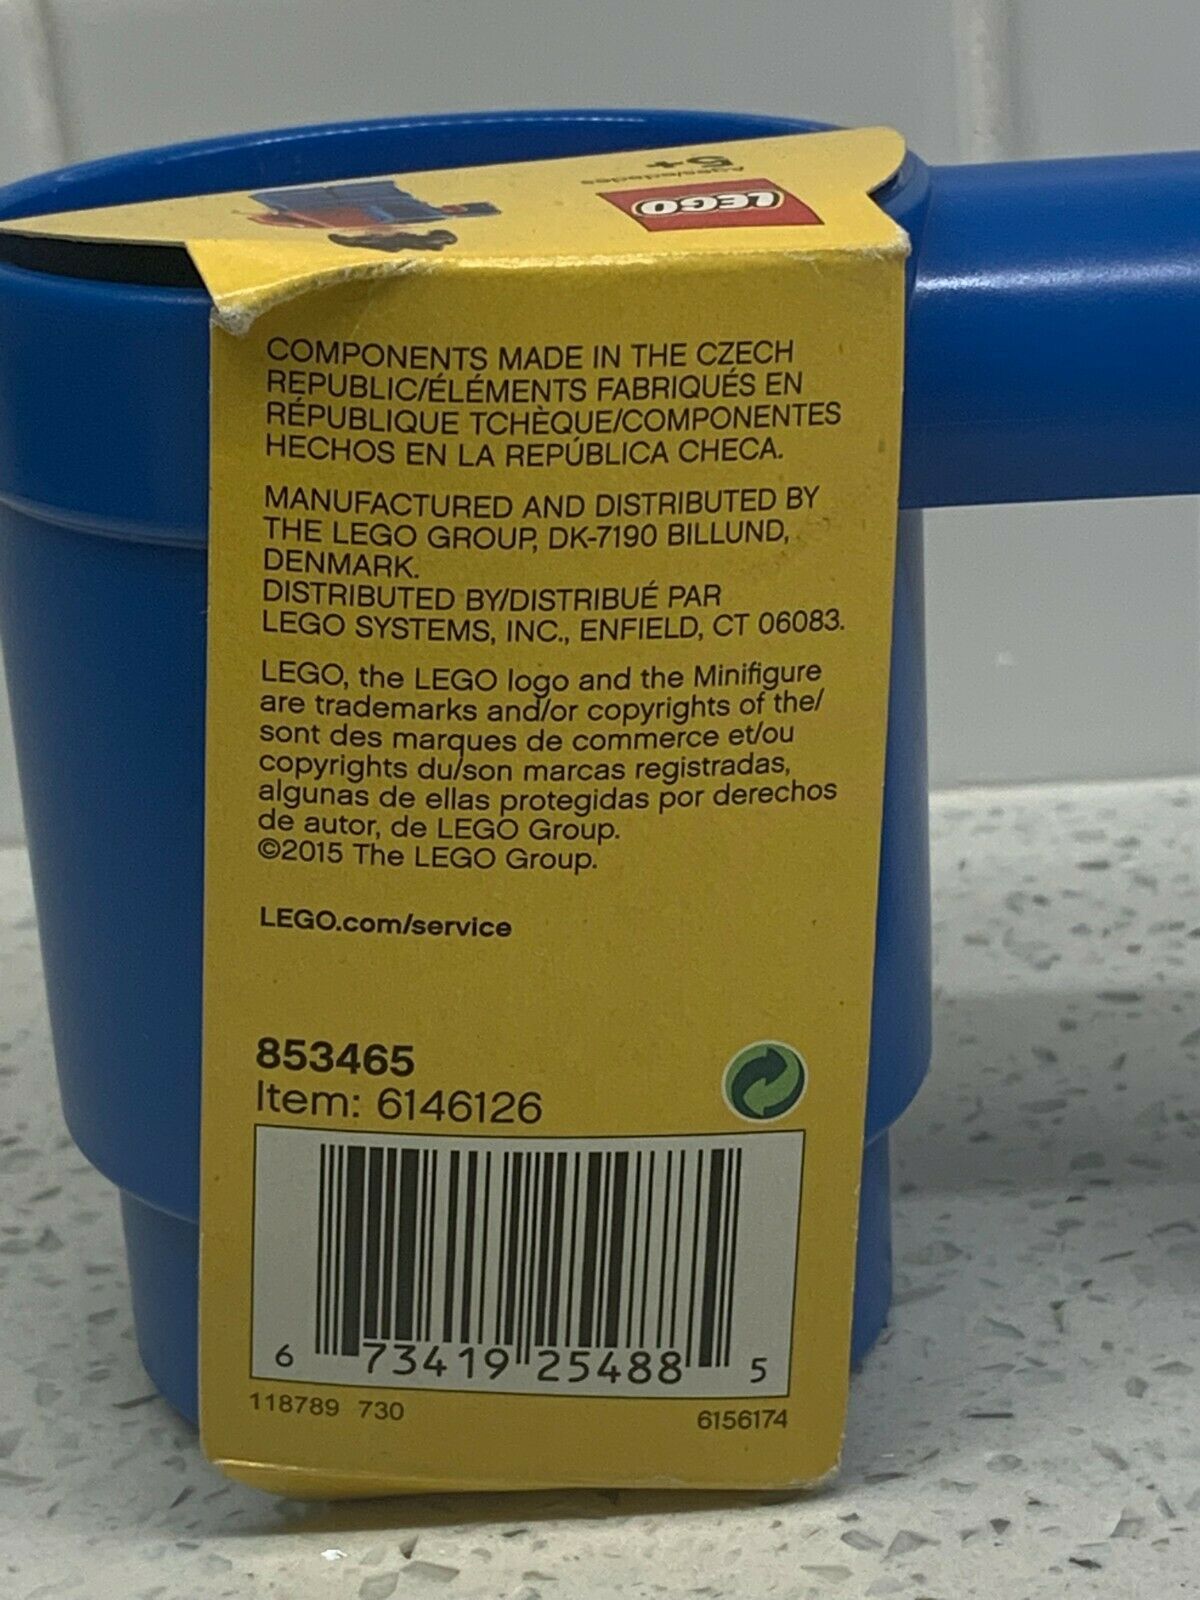 5+
Ages/edades
LEGO
COMPONENTS MADE IN THE CZECH
REPUBLIC/ÉLÉMENTS FABRIQUÉS EN
RÉPUBLIQUE TCHÈQUE/COMPONENTES
HECHOS EN LA REPÚBLICA CHECA.
MANUFACTURED AND DISTRIBUTED BY
THE LEGO GROUP, DK-7190 BILLUND,
DENMARK.
DISTRIBUTED BY/DISTRIBUÉ PAR
LEGO SYSTEMS, INC., ENFIELD, CT 06083.
LEGO, the LEGO logo and the Minifigure
are trademarks and/or copyrights of the/
sont des marques de commerce et/ou
copyrights du/son marcas registradas,
algunas de ellas protegidas por derechos
de autor, de LEGO Group.
©2015 The LEGO Group.
LEGO.com/service
853465
Item: 6146126
6 73419 25488 5
118789 730
6156174